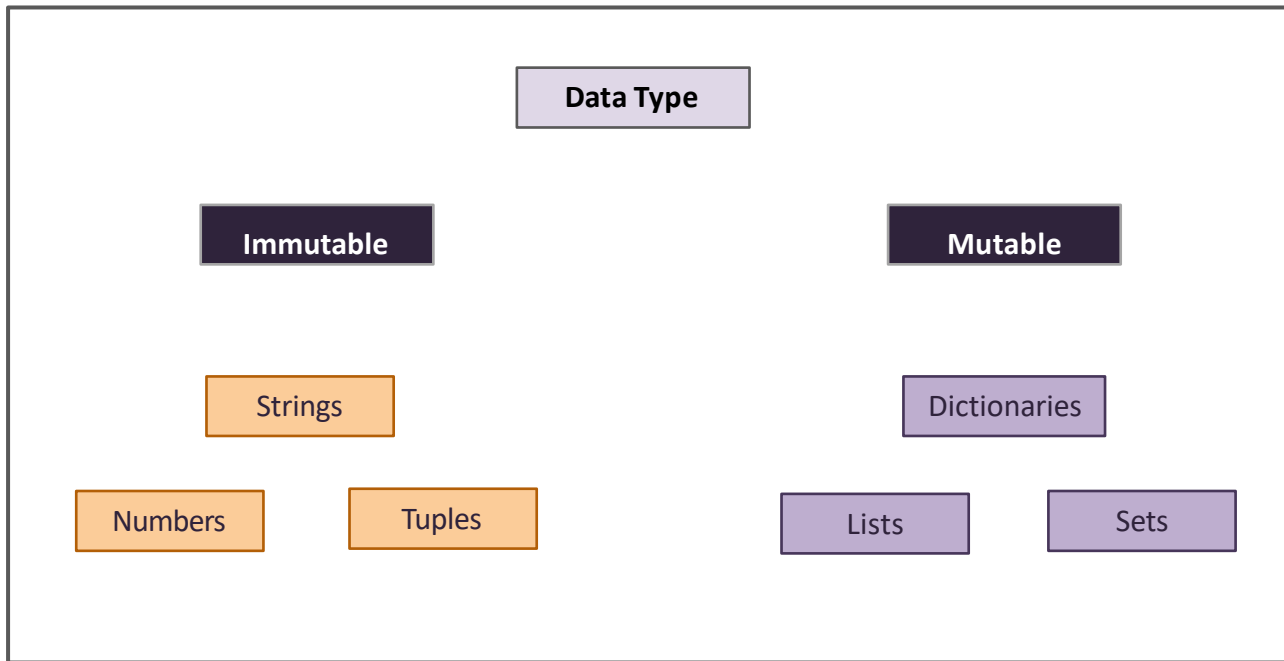 Data Type
Immutable
Mutable
Strings
Dictionaries
Numbers
Tuples
Lists
Sets